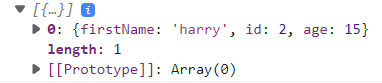 [{…}] i
0: {firstName: 'harry', id: 2, age: 15}
length: 1
[[Prototype]]: Array(0)